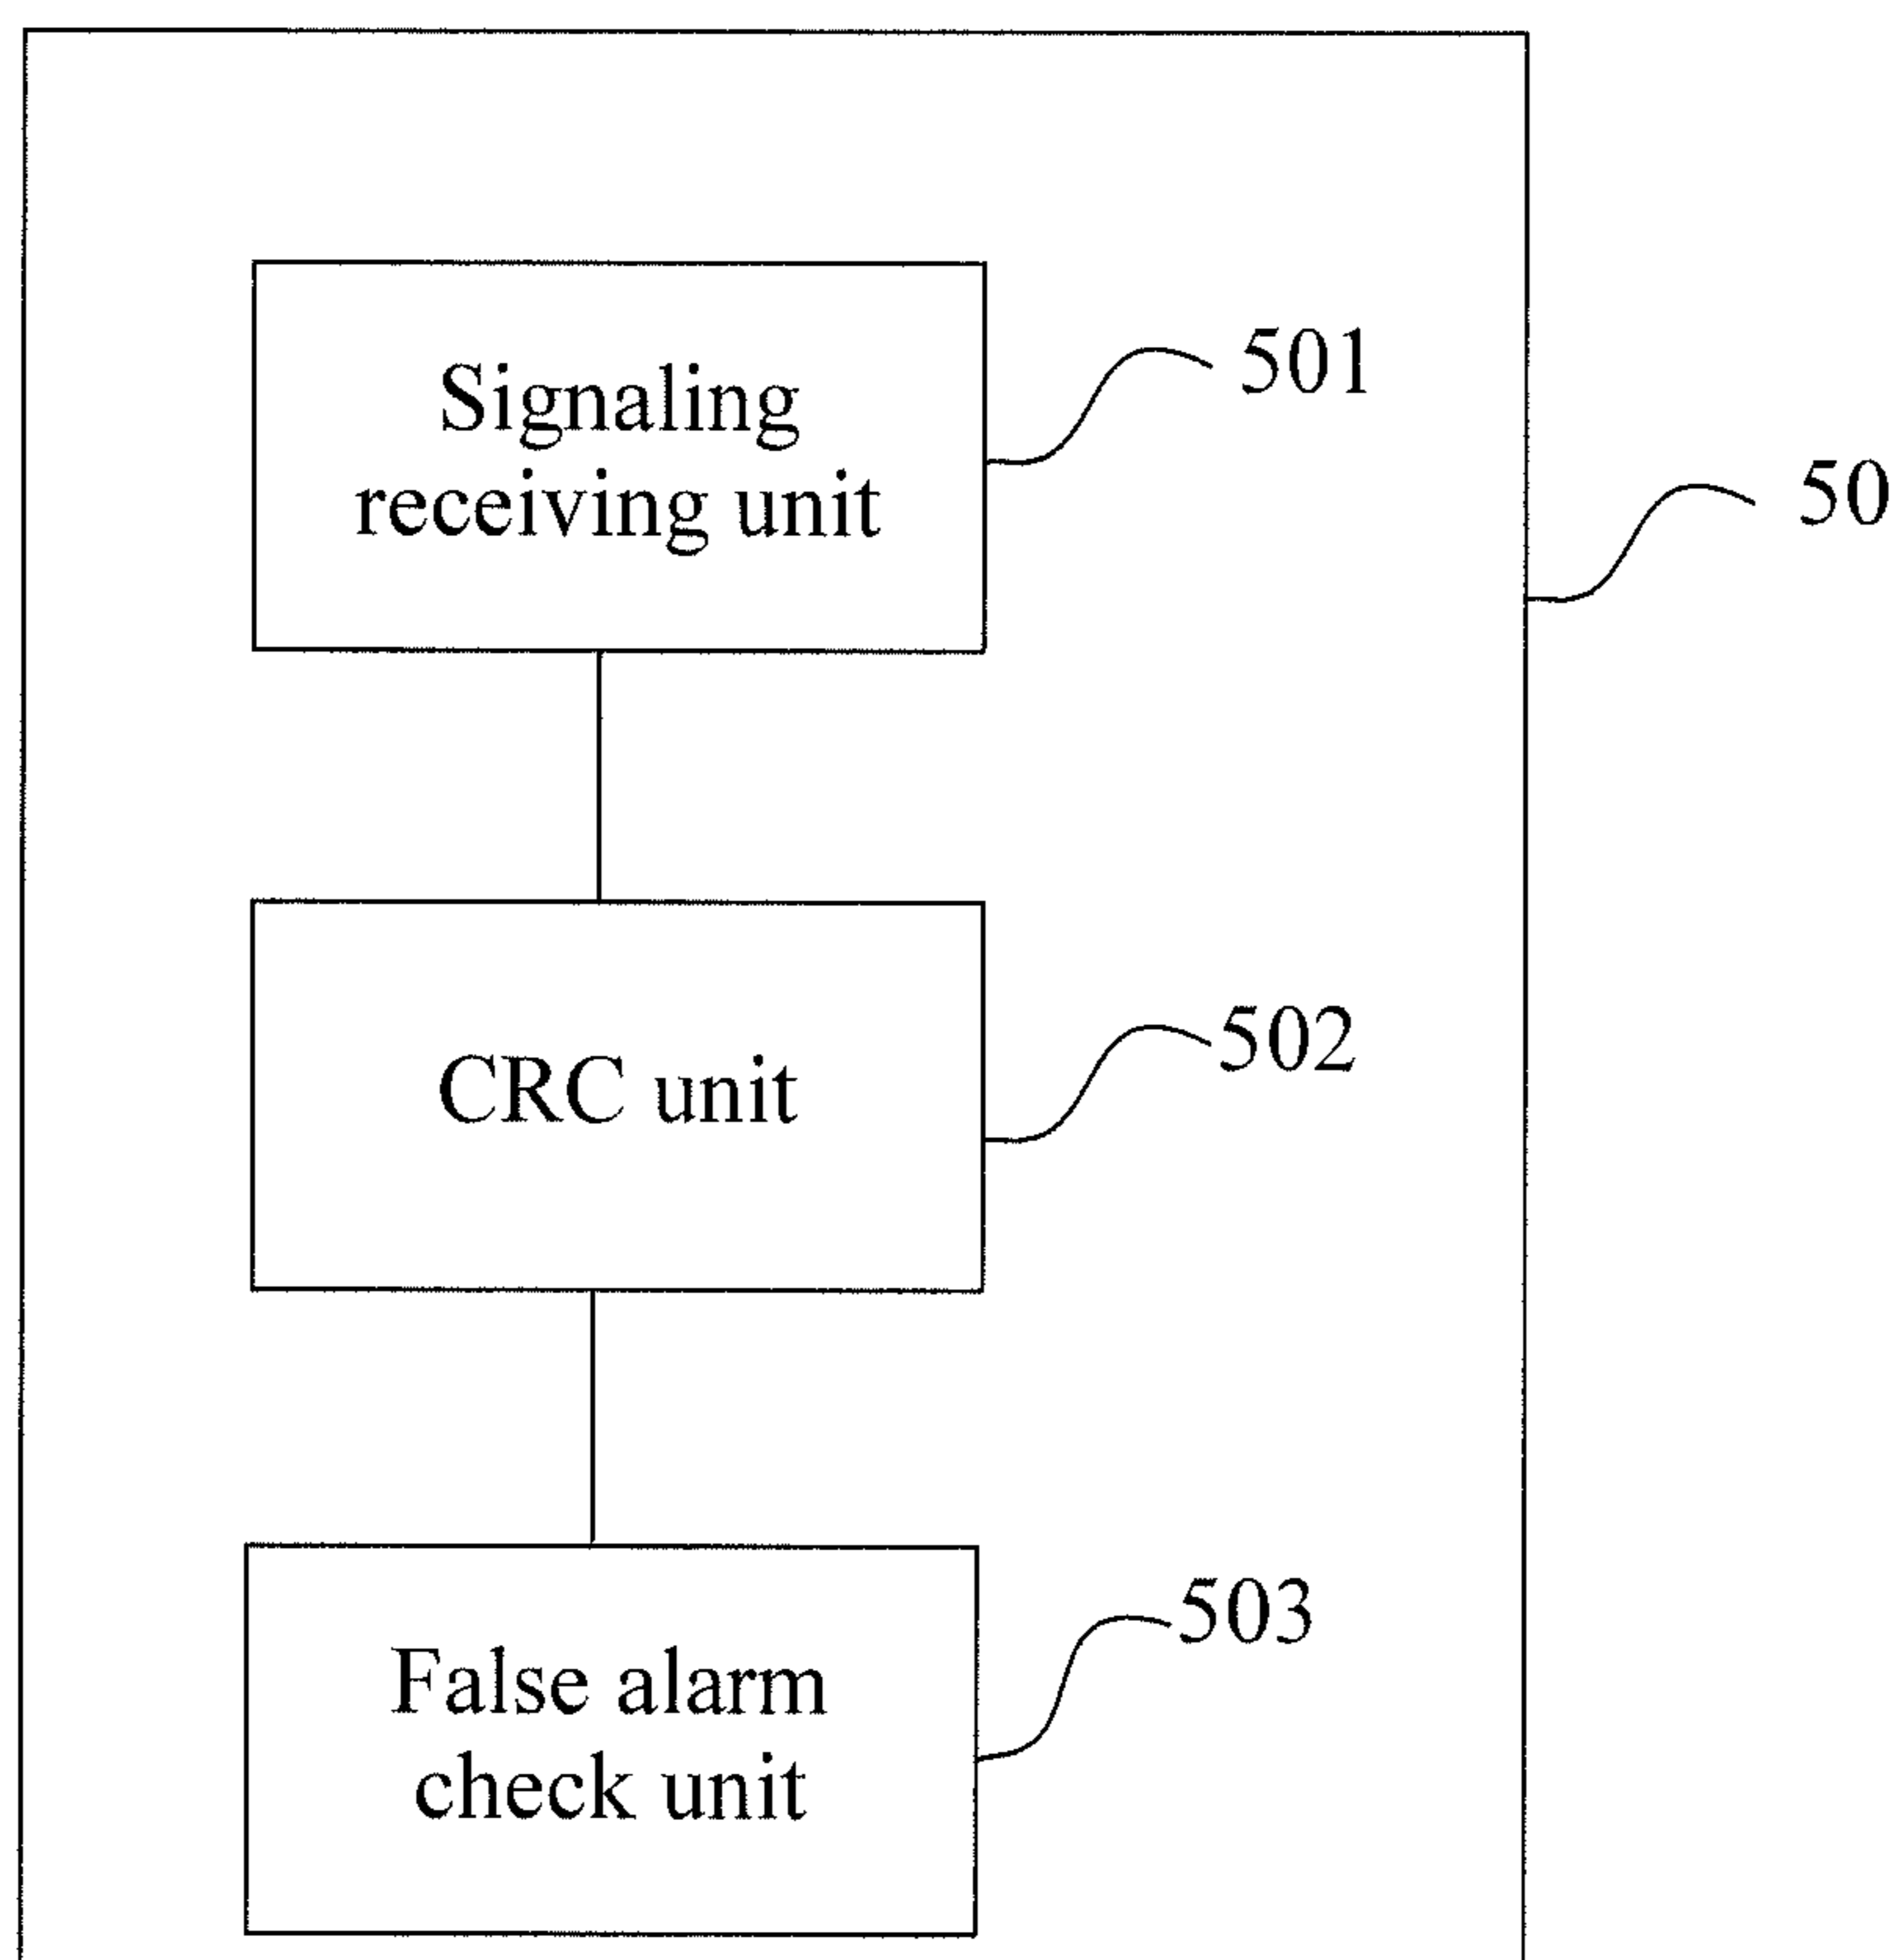 Signaling
receiving unit
501
50
CRC unit
502
False alarm
check unit
503